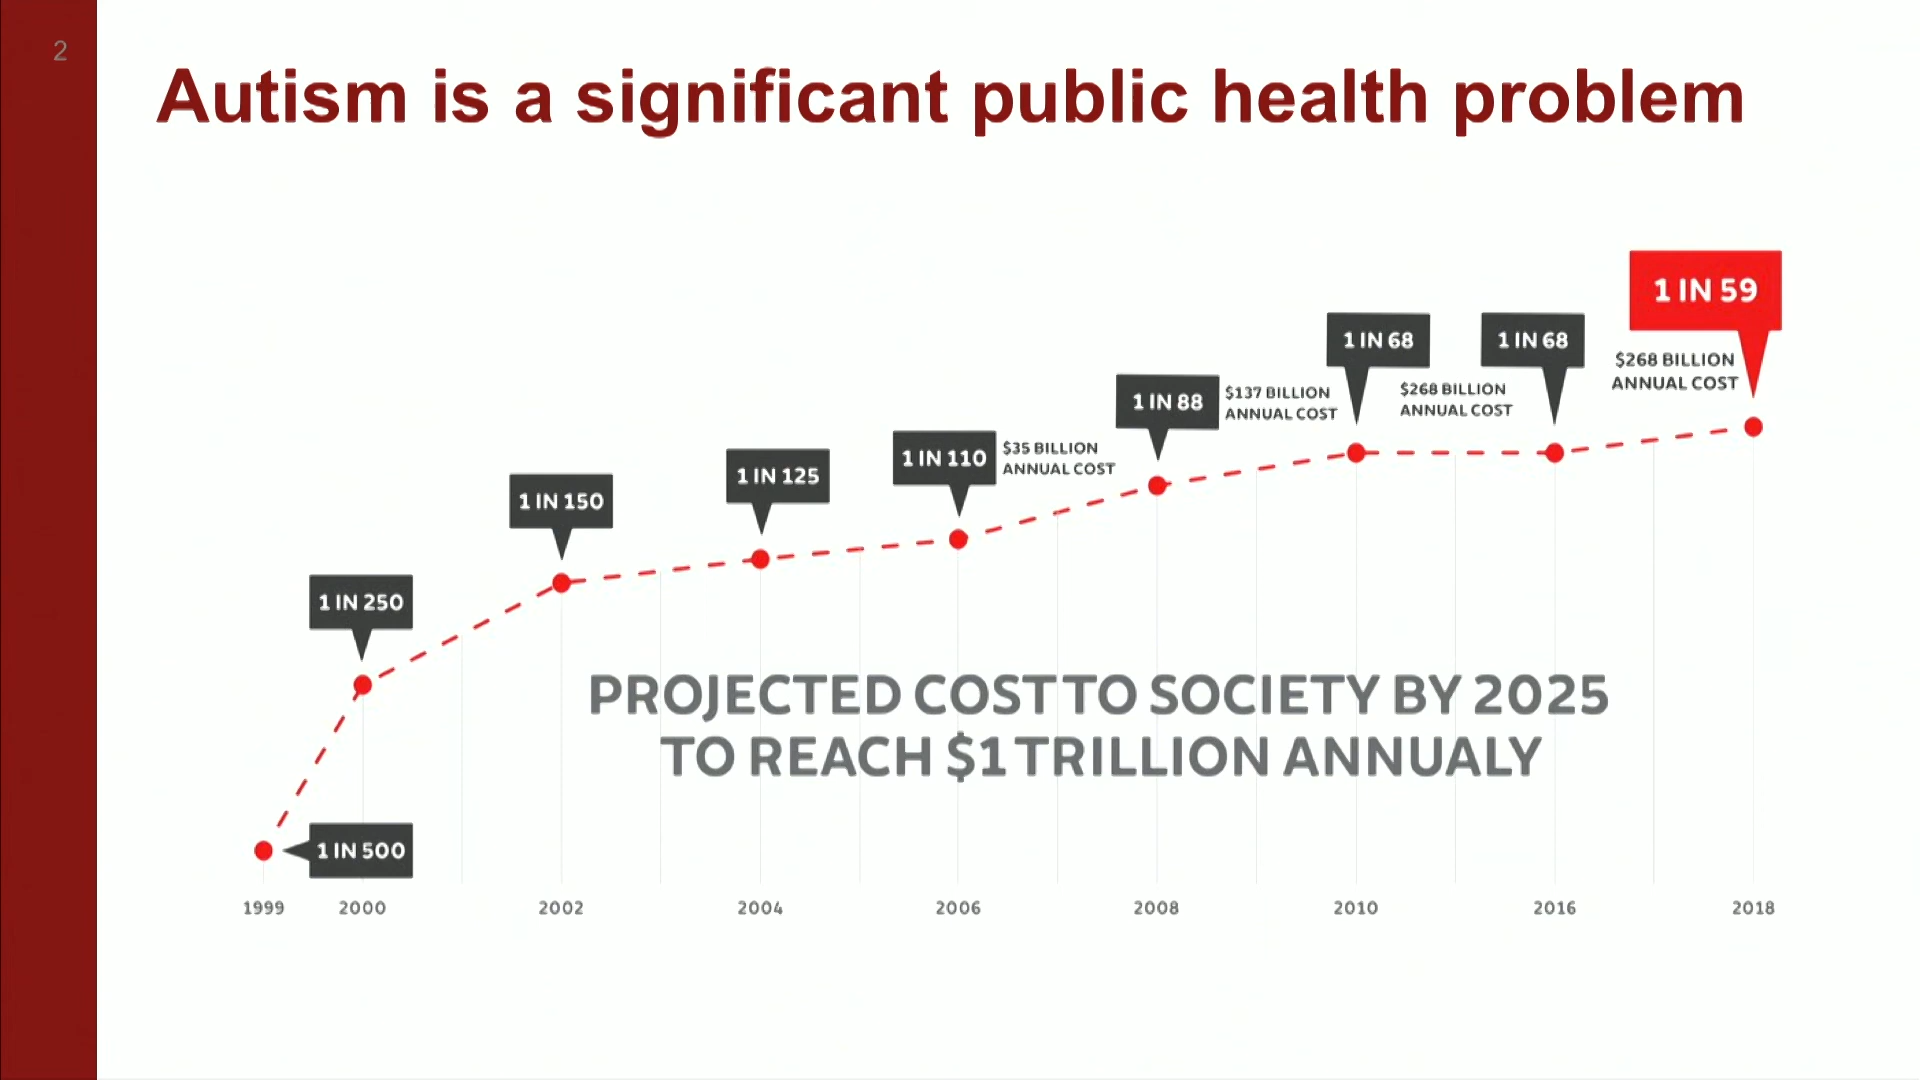 2
Autism is a significant public health problem
1 IN 59
1 IN 68
1 IN 68
$268 BILLION
ANNUAL COST
1 IN 88
$137 BILLION
ANNUAL COST
$268 BILLION
ANNUAL COST
1 IN 110
$35 BILLION
ANNUAL COST
1 IN 125
1 IN 150
1 IN 250
PROJECTED COST TO SOCIETY BY 2025
TO REACH $1 TRILLION ANNUALY
1 IN 500
1999 2000 2002 2004 2006 2008 2010 2016 2018